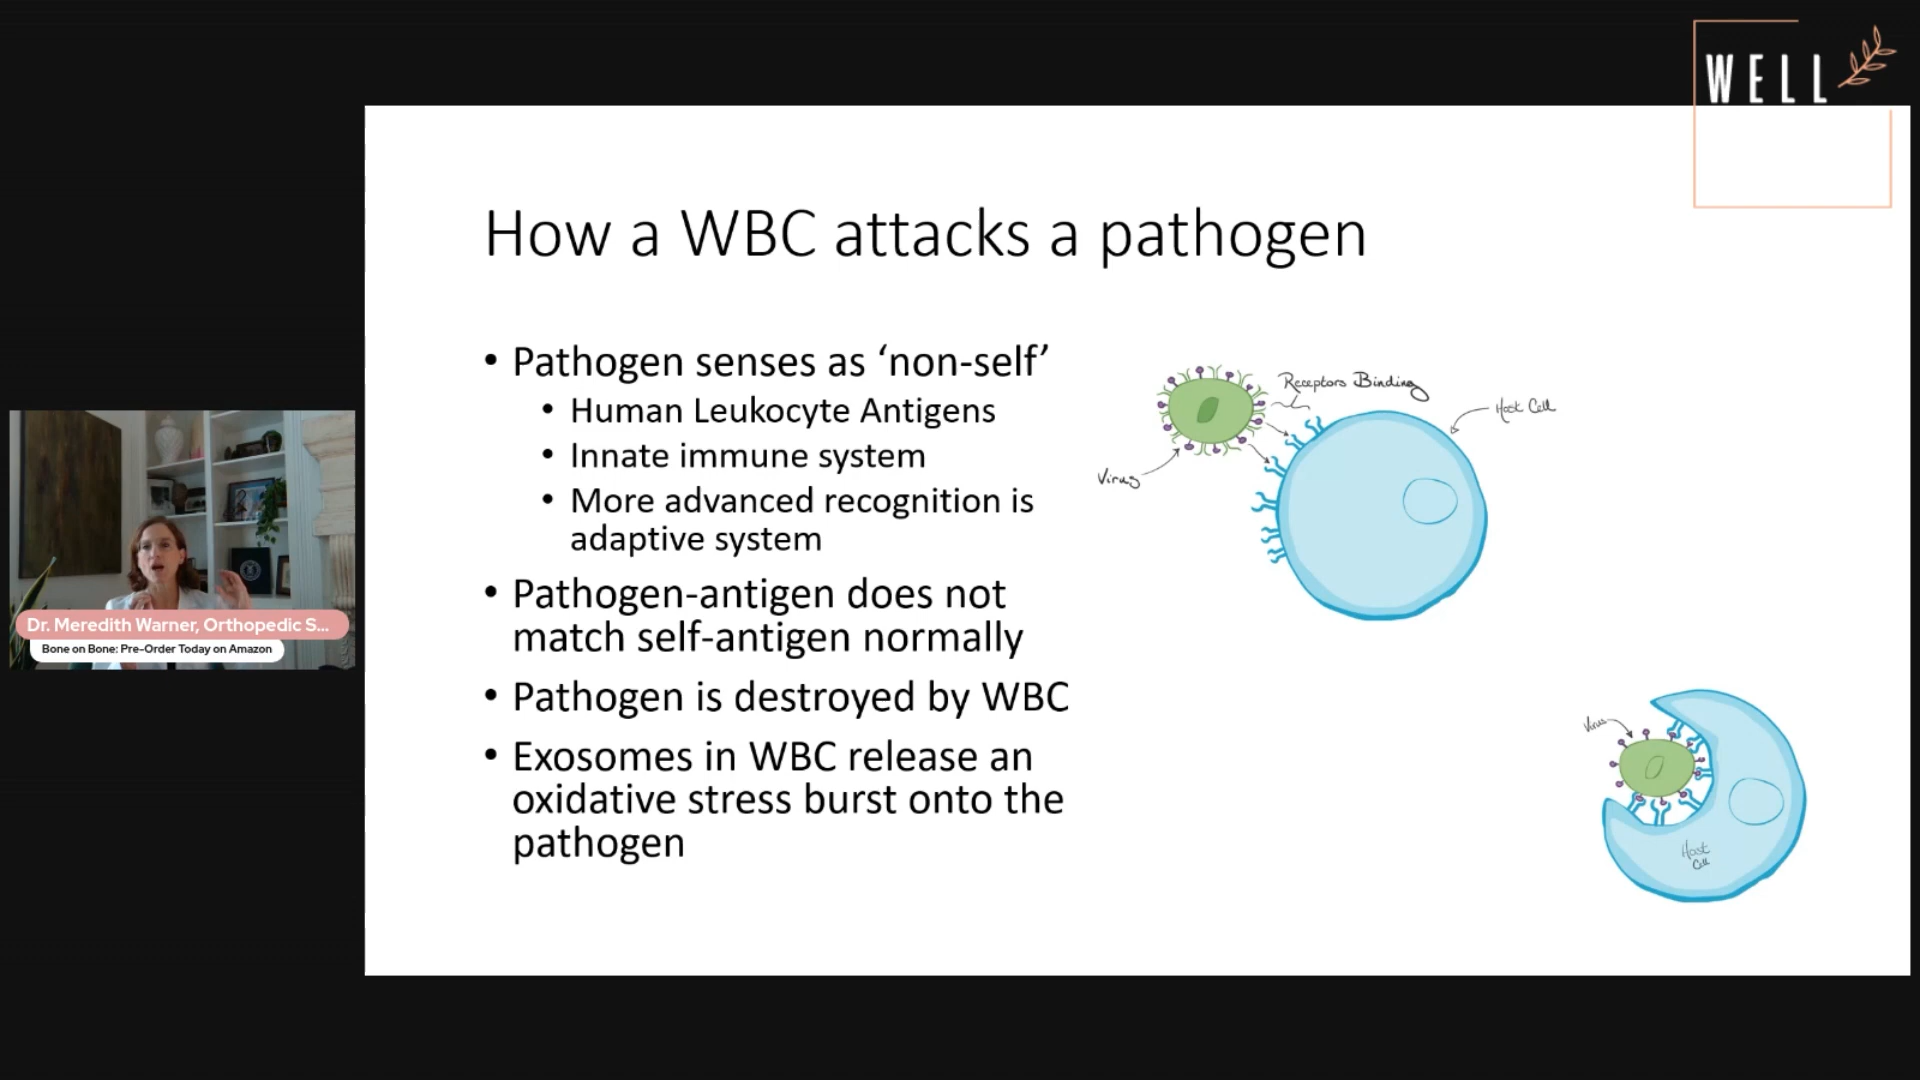 WELL
How a WBC attacks a pathogen
• Pathogen senses as ‘non-self’
• Human Leukocyte Antigens
• Innate immune system
• More advanced recognition is
adaptive system
• Pathogen-antigen does not
match self-antigen normally
• Pathogen is destroyed by WBC
• Exosomes in WBC release an
oxidative stress burst onto the
pathogen
Receptors Binding
Host Cell
Virus
Virus
Host
Cell
Dr. Meredith Warner, Orthopedic S...
Bone on Bone: Pre-Order Today on Amazon